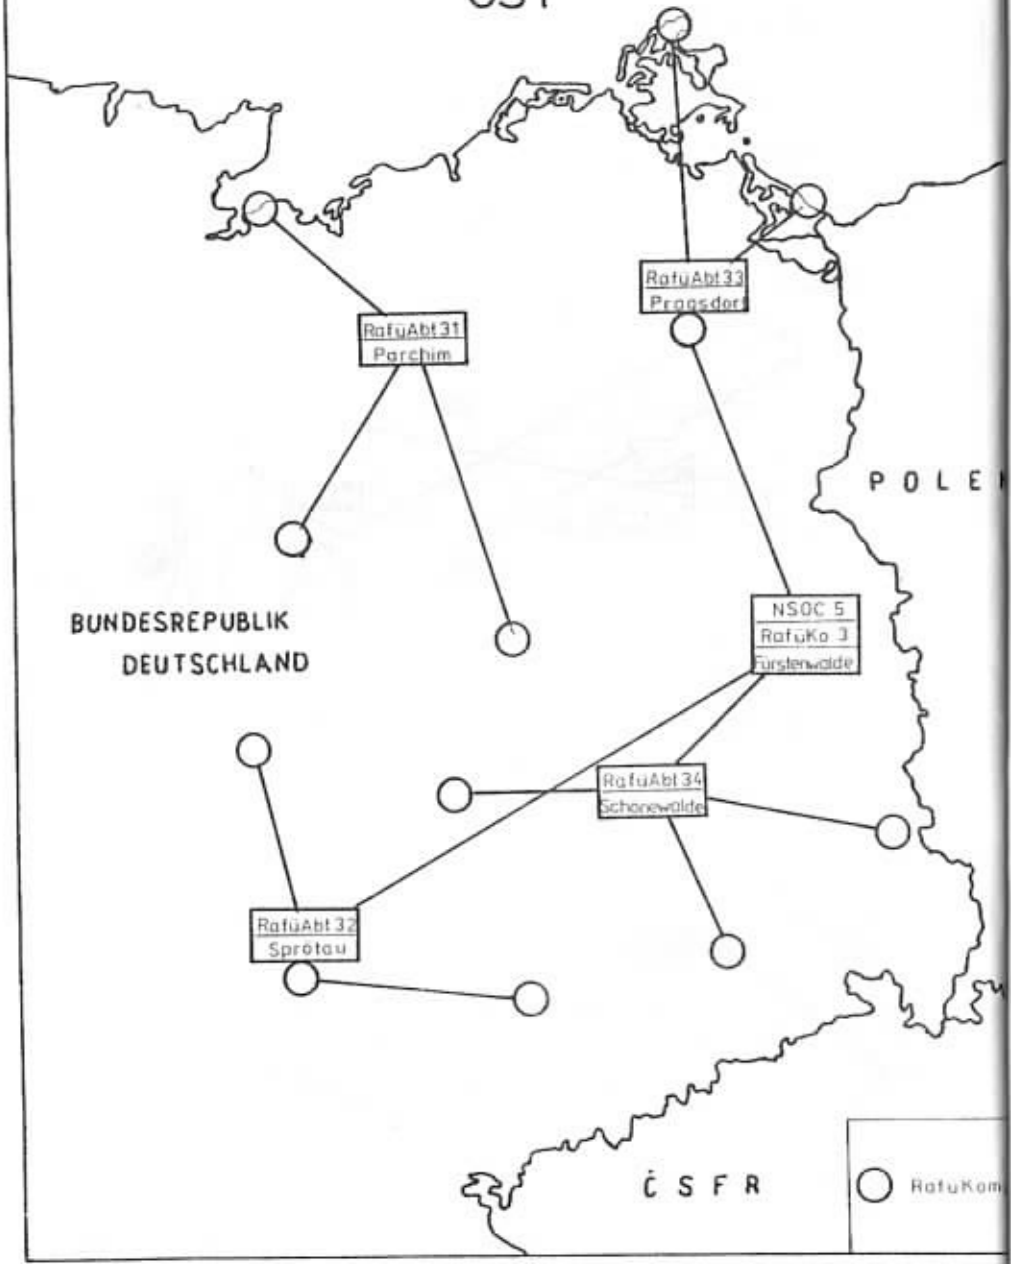 RafüAbt 33
Pragsdorf
RafüAbt 31
Parchim
POLEN
BUNDESREPUBLIK
DEUTSCHLAND
NSOC 5
RafüKo 3
Fürstenwalde
RafüAbt 34
Schönewalde
RafüAbt 32
Sprötau
ČSFR
RafüKom